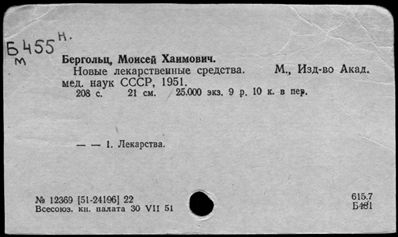 Б455 н.
м
Бергольц, Моисей Хаимович.
Новые лекарственные средства. М., Изд-во Акад.
мед. наук СССР, 1951.
208 с. 21 см. 25.000 экз. 9 р. 10 к. в пер.
— — 1. Лекарства.
№ 12369 [51-24196] 22
Всесоюз. кн. палата 30 VII 51
615.7